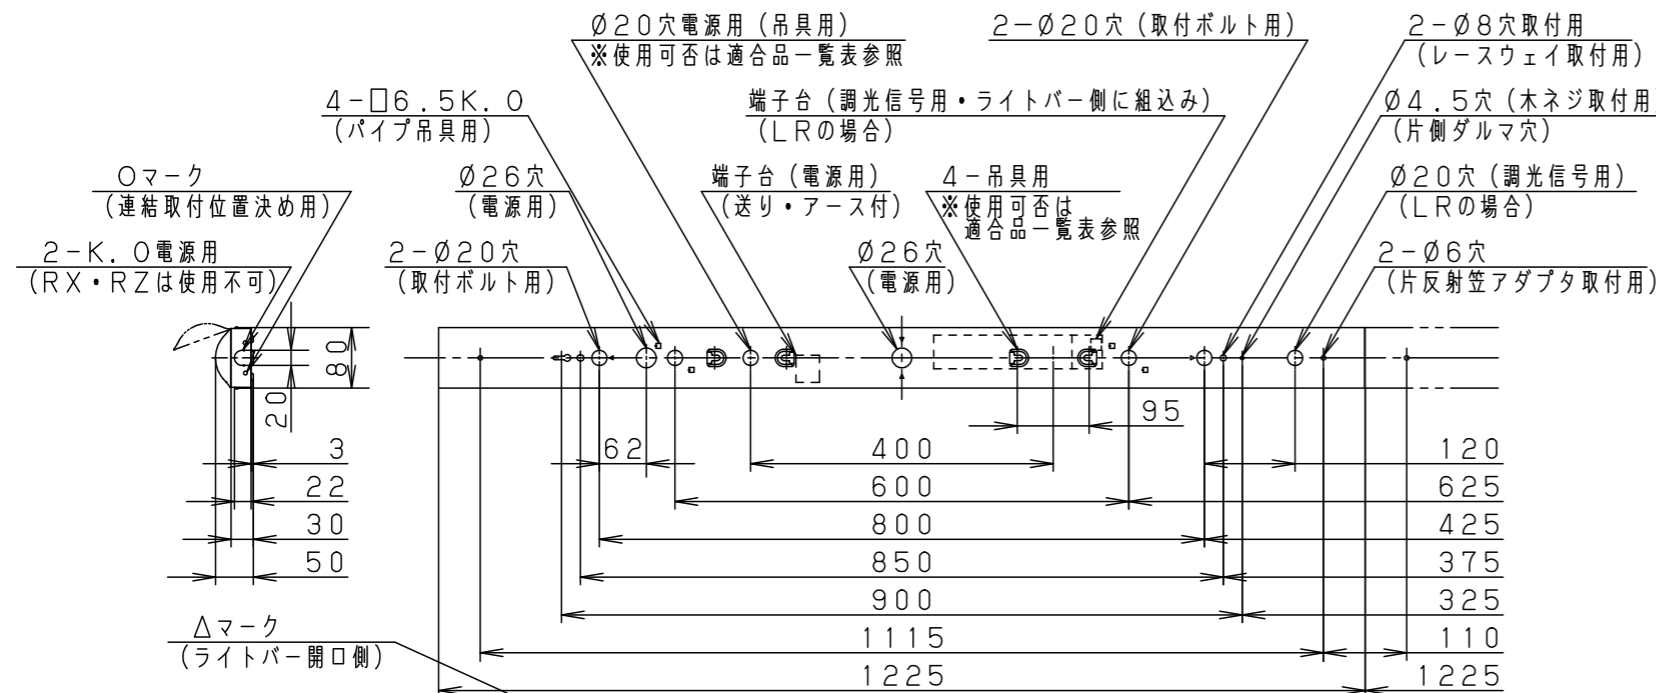 Ø20穴電源用(吊具用)
※使用可否は適合品一覧表参照
2-Ø20穴(取付ボルト用)
2-Ø8穴取付用
(レースウェイ取付用)
4-□6.5K.O
(パイプ吊具用)
端子台(調光信号用・ライトバー側に組込み)
(LRの場合)
Ø4.5穴(木ネジ取付用)
(片側ダルマ穴)
Oマーク
(連結取付位置決め用)
Ø26穴
(電源用)
端子台(電源用)
(送り・アース付)
4-吊具用
※使用可否は
適合品一覧表参照
Ø20穴(調光信号用)
(LRの場合)
2-K.O電源用
(RX・RZは使用不可)
2-Ø20穴
(取付ボルト用)
Ø26穴
(電源用)
2-Ø6穴
(片反射笠アダプタ取付用)
80
20
95
3
62
400
120
22
600
625
30
800
425
50
850
375
900
325
△マーク
(ライトバー開口側)
1115
110
1225
1225